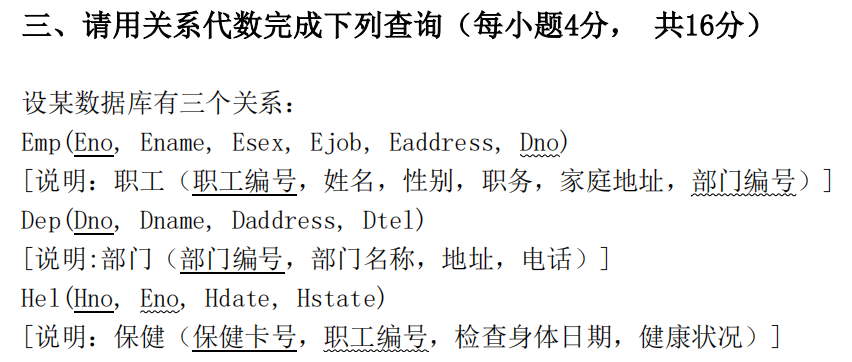 三、请用关系代数完成下列查询（每小题4分， 共16分）
设某数据库有三个关系：
Emp(Eno, Ename, Esex, Ejob, Eaddress, Dno)
[说明：职工（职工编号，姓名，性别，职务，家庭地址，部门编号）]
Dep(Dno, Dname, Daddress, Dtel)
[说明:部门（部门编号，部门名称，地址，电话）]
Hel(Hno, Eno, Hdate, Hstate)
[说明：保健（保健卡号，职工编号，检查身体日期，健康状况）]